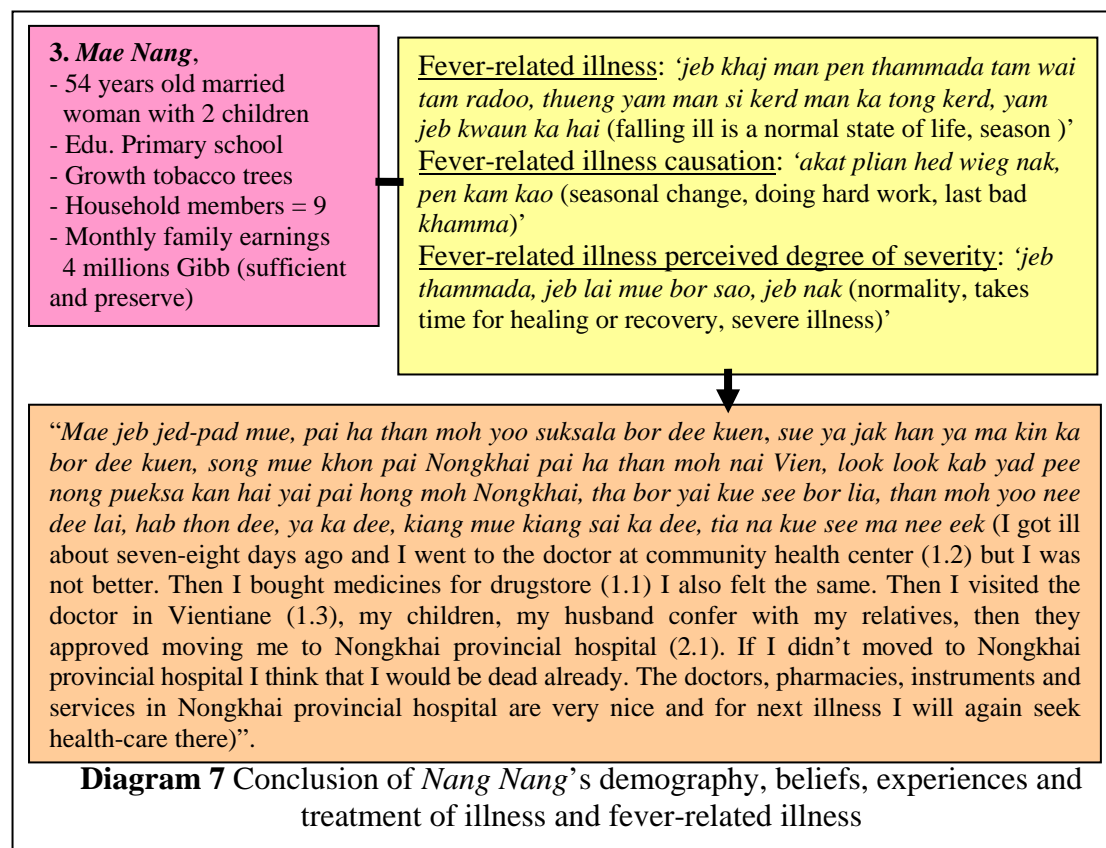 3. Mae Nang,
- 54 years old married
woman with 2 children
- Edu. Primary school
- Growth tobacco trees
- Household members = 9
- Monthly family earnings
4 millions Gibb (sufficient
and preserve)
Fever-related illness: ‘jeb khaj man pen thammada tam wai
tam radoo, thueng yam man si kerd man ka tong kerd, yam
jeb kwaun ka hai (falling ill is a normal state of life, season )’
Fever-related illness causation: ‘akat plian hed wieg nak,
pen kam kao (seasonal change, doing hard work, last bad
khamma)’
Fever-related illness perceived degree of severity: ‘jeb
thammada, jeb lai mue bor sao, jeb nak (normality, takes
time for healing or recovery, severe illness)’
“Mae jeb jed-pad mue, pai ha than moh yoo suksala bor dee kuen, sue ya jak han ya ma kin ka
bor dee kuen, song mue khon pai Nongkhai pai ha than moh nai Vien, look look kab yad pee
nong pueksa kan hai yai pai hong moh Nongkhai, tha bor yai kue see bor lia, than moh yoo nee
dee lai, hab thon dee, ya ka dee, kiang mue kiang sai ka dee, tia na kue see ma nee eek (I got ill
about seven-eight days ago and I went to the doctor at community health center (1.2) but I was
not better. Then I bought medicines for drugstore (1.1) I also felt the same. Then I visited the
doctor in Vientiane (1.3), my children, my husband confer with my relatives, then they
approved moving me to Nongkhai provincial hospital (2.1). If I didn’t moved to Nongkhai
provincial hospital I think that I would be dead already. The doctors, pharmacies, instruments and
services in Nongkhai provincial hospital are very nice and for next illness I will again seek
health-care there)”.
Diagram 7 Conclusion of Nang Nang’s demography, beliefs, experiences and
treatment of illness and fever-related illness